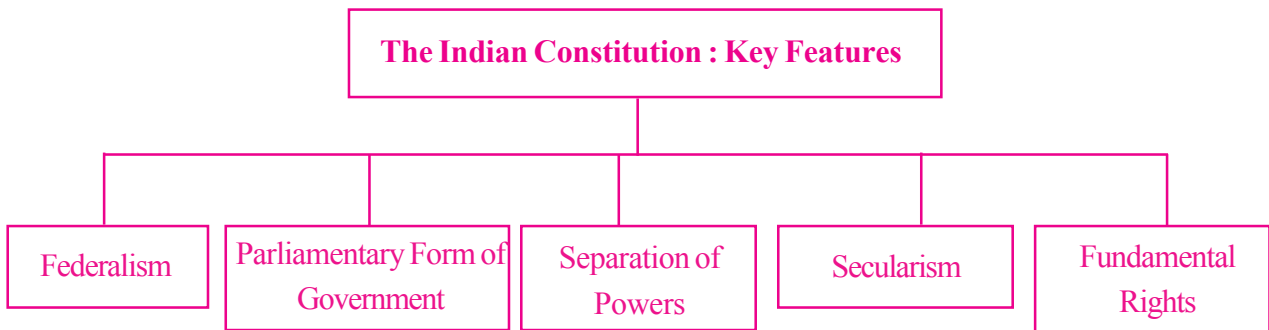 The Indian Constitution : Key Features
Federalism
Parliamentary Form of
Government
Separation of
Powers
Secularism
Fundamental
Rights